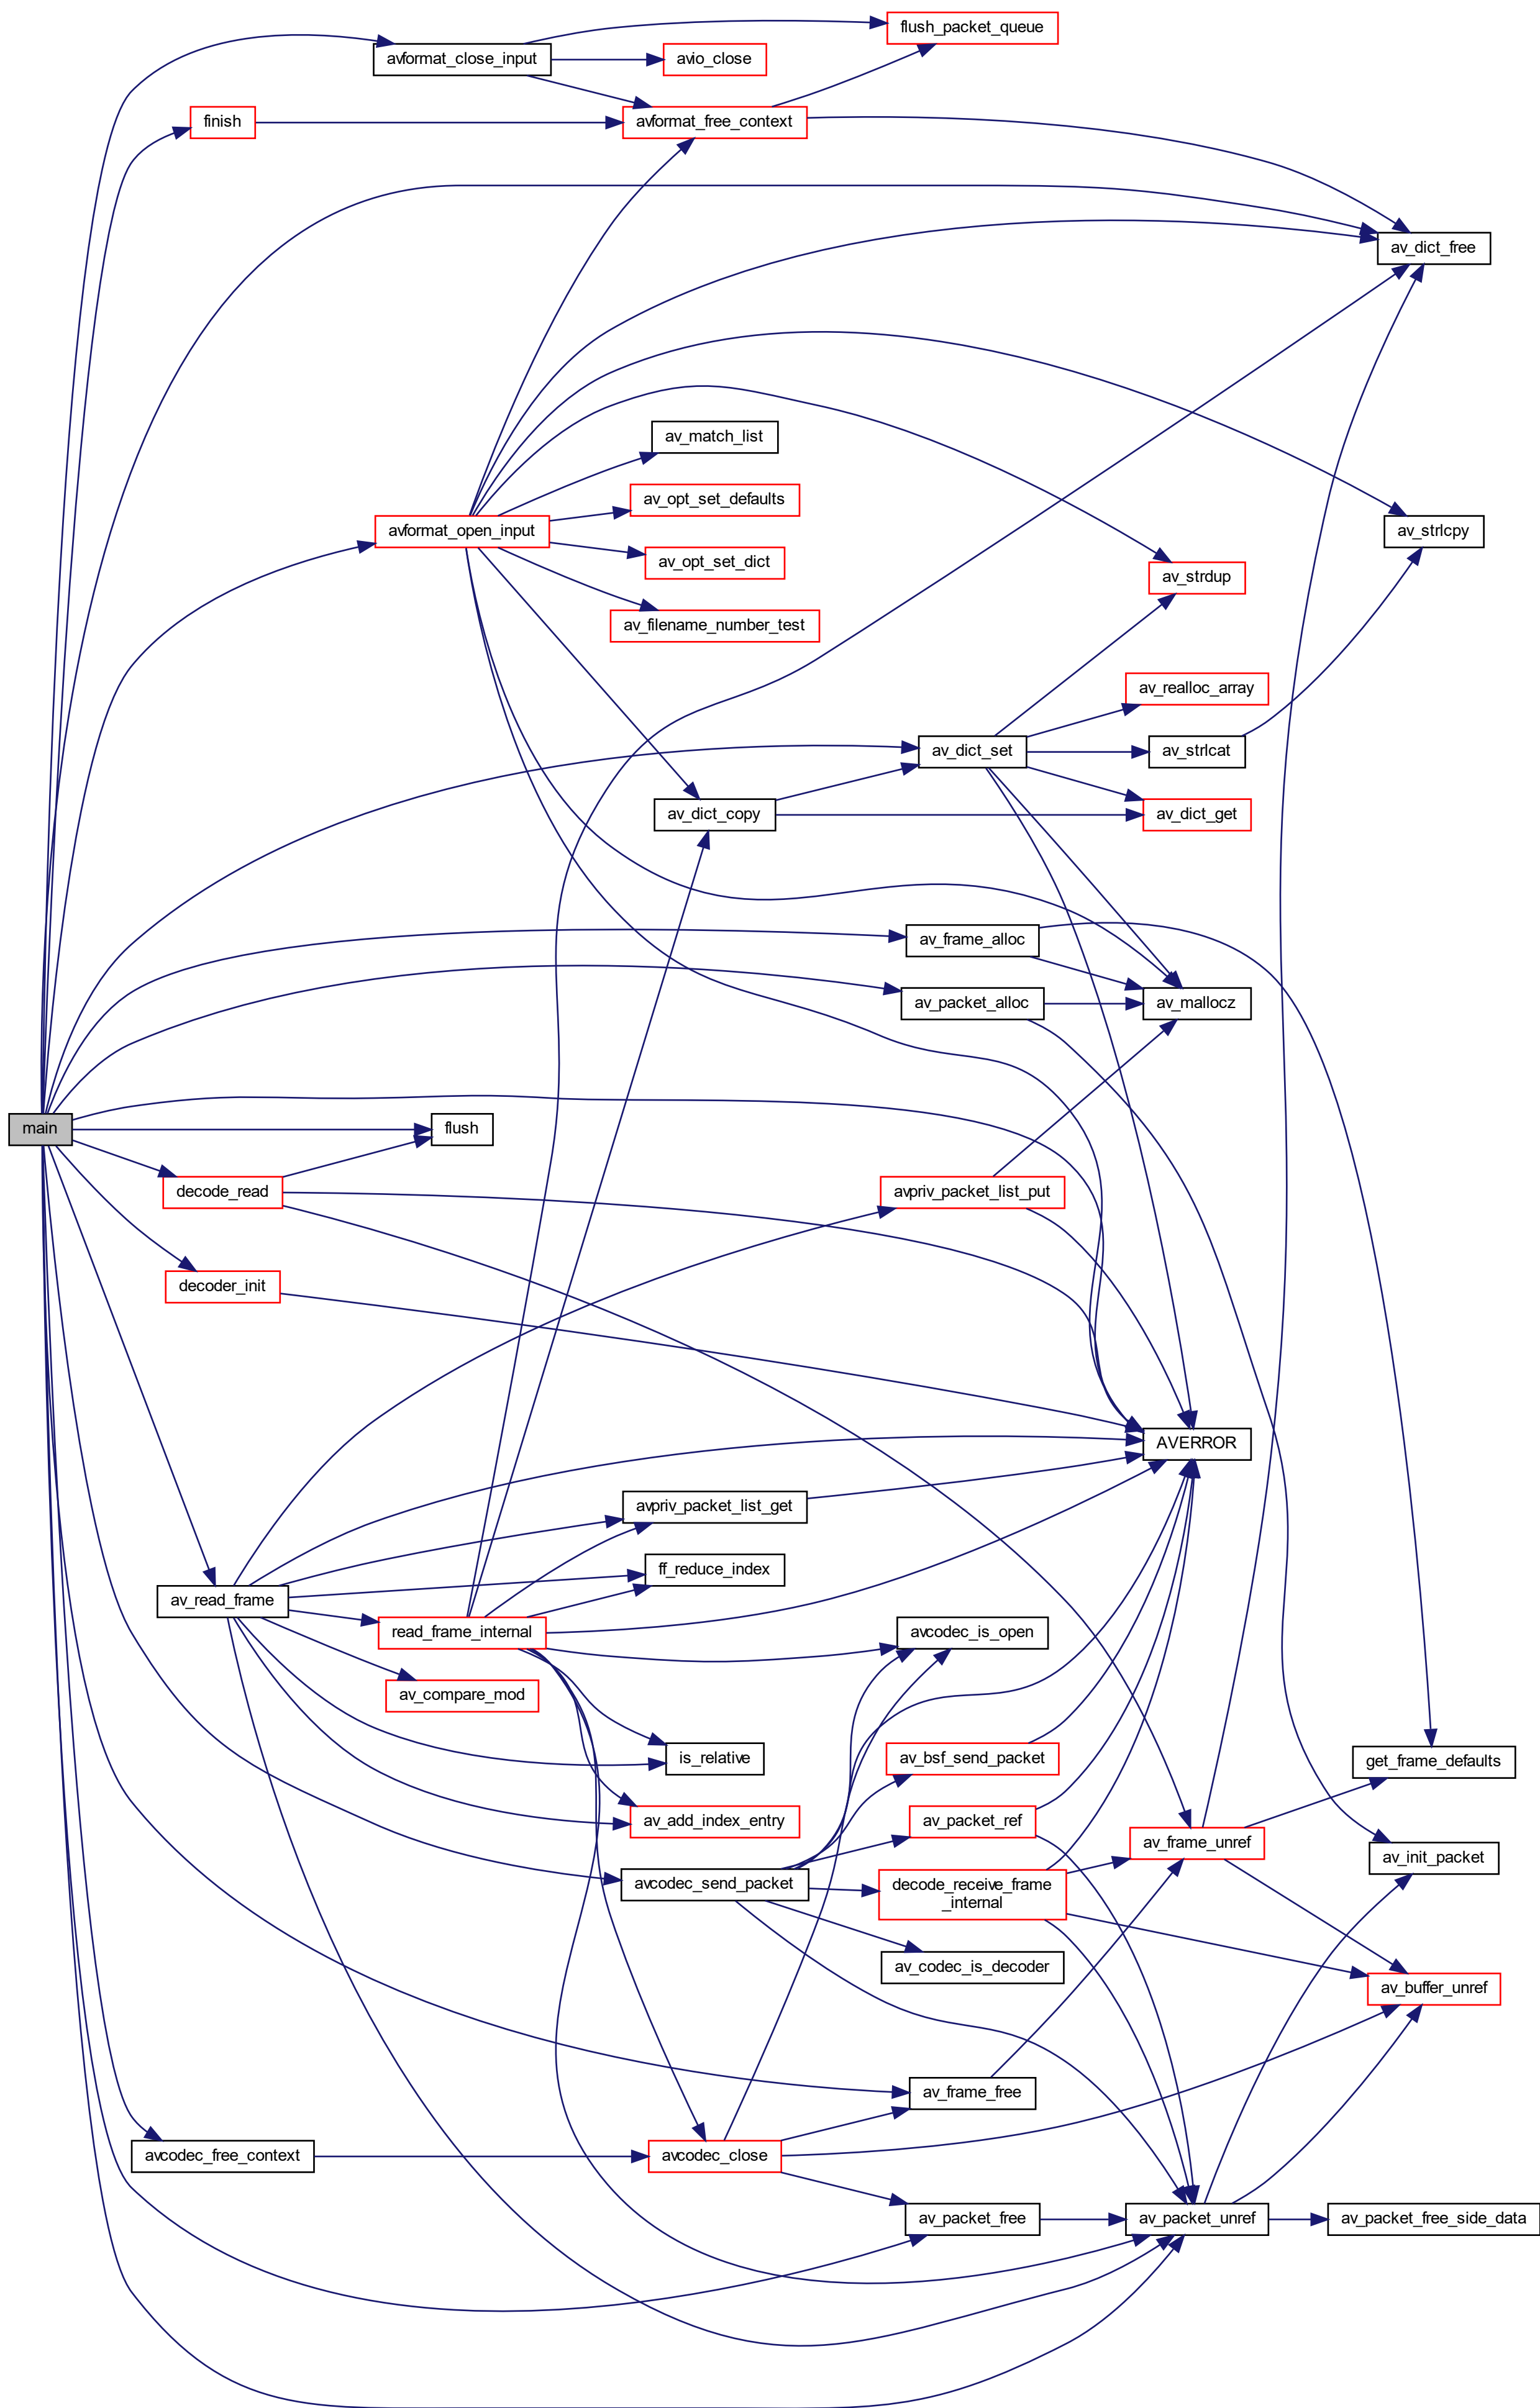 flush_packet_queue
avformat_close_input
avio_close
finish
avformat_free_context
av_dict_free
av_match_list
av_opt_set_defaults
avformat_open_input
av_strlcpy
av_opt_set_dict
av_strdup
av_filename_number_test
av_realloc_array
av_dict_set
av_strlcat
av_dict_copy
av_dict_get
av_frame_alloc
av_packet_alloc
av_mallocz
main
flush
decode_read
avpriv_packet_list_put
decoder_init
AVERROR
avpriv_packet_list_get
ff_reduce_index
av_read_frame
read_frame_internal
avcodec_is_open
av_compare_mod
is_relative
av_bsf_send_packet
get_frame_defaults
av_add_index_entry
av_packet_ref
av_frame_unref
av_init_packet
avcodec_send_packet
decode_receive_frame
_internal
av_codec_is_decoder
av_buffer_unref
av_frame_free
avcodec_free_context
avcodec_close
av_packet_free
av_packet_unref
av_packet_free_side_data